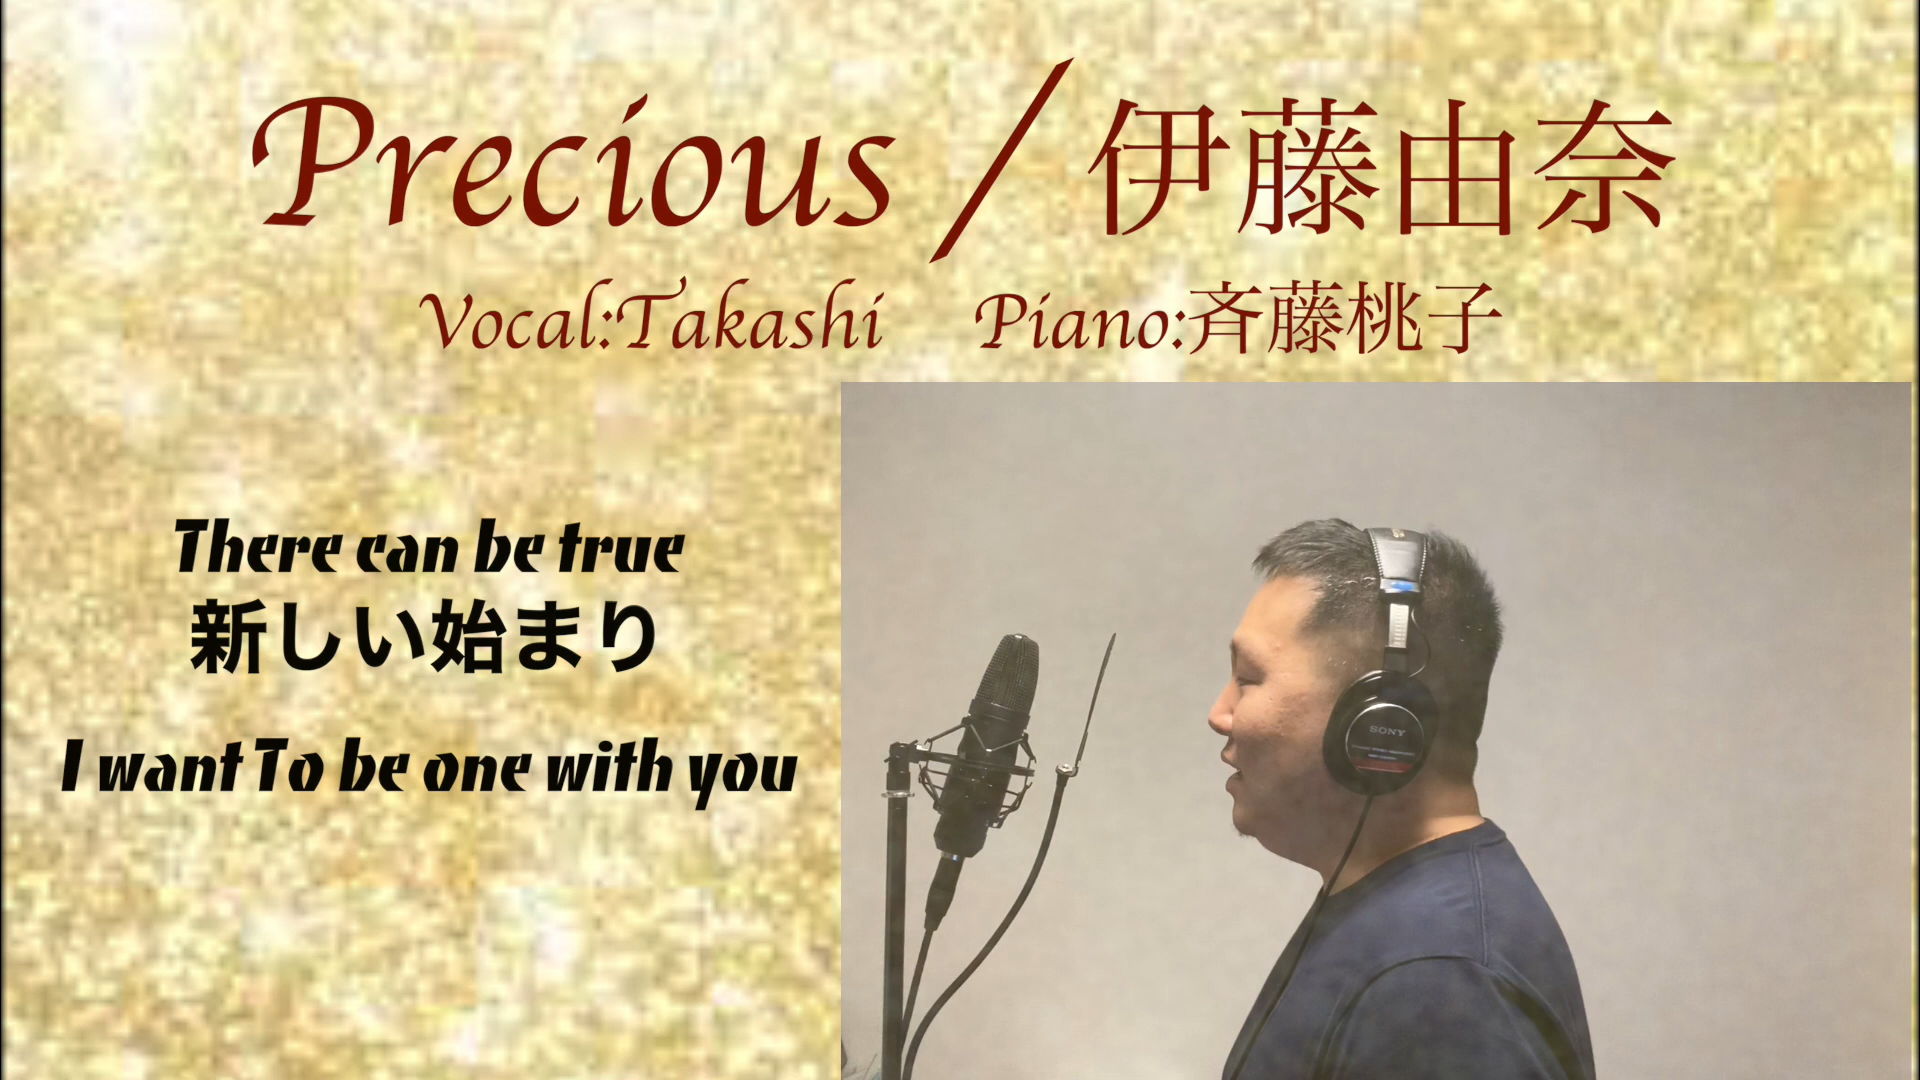 Precious / 伊藤由奈
Vocal:Takashi Piano:斉藤桃子
There can be true
新しい始まり
I want To be one with you
SONY